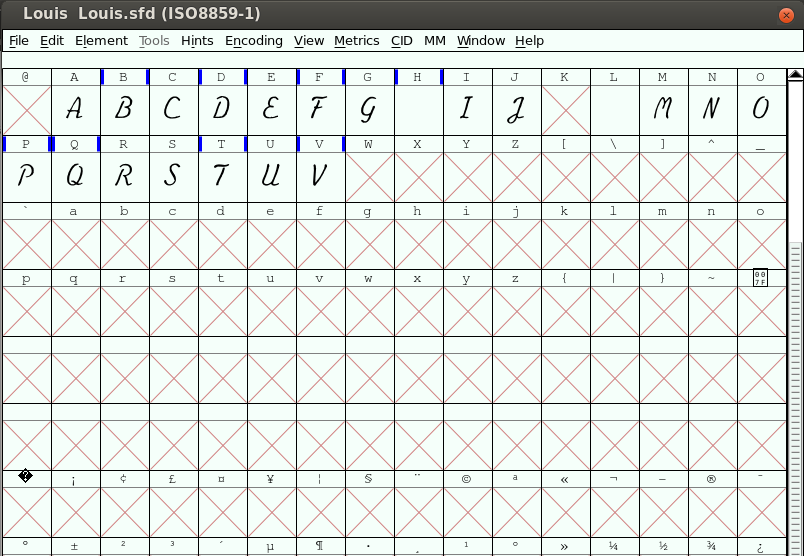 Louis  Louis.sfd (ISO8859-1)
File Edit Element Tools Hints Encoding View Metrics CID MM Window Help
@ A B C D E F G H I J K L M N O
A B C D E F G I J M N O
P Q R S T U V W X Y Z [ \ ] ^ _
P Q R S T U V
` a b c d e f g h i j k l m n o
p q r s t u v w x y z { | } ~ 007F
� ¡ ¢ £ ¤ ¥ ¦ § ¨ © ª « ¬ – ® ¯
° ± ² ³ ´ µ ¶ · ¸ ¹ º » ¼ ½ ¾ ¿